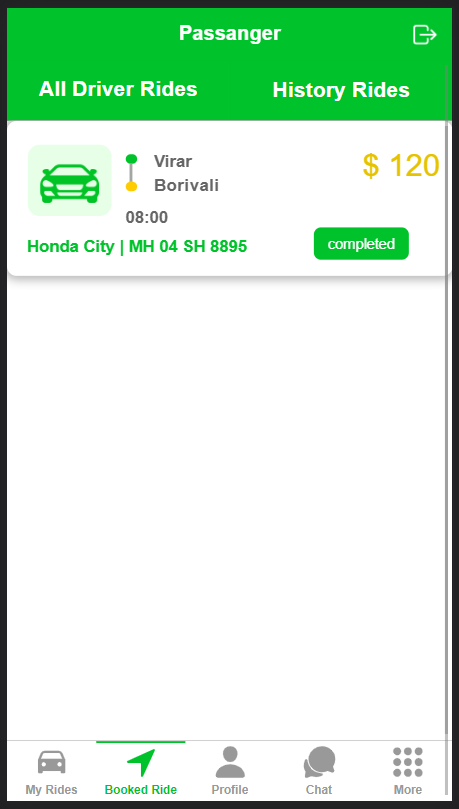 Passanger
All Driver Rides
History Rides
Virar
$ 120
Borivali
08:00
Honda City | MH 04 SH 8895
completed
My Rides
Booked Ride
Profile
Chat
More